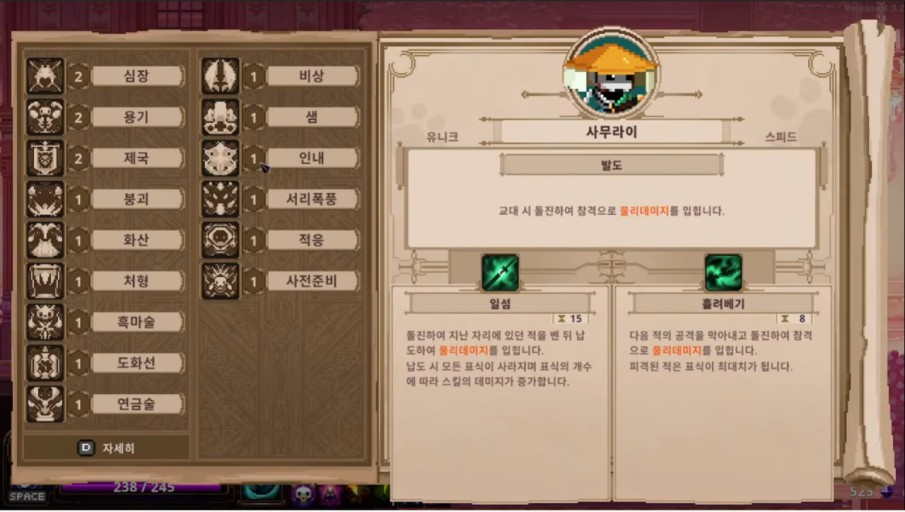 2 심장
2 용기
2 제국
1 붕괴
1 화산
1 처형
1 흑마술
1 도화선
1 연금술
D 자세히
1 비상
1 샘
1 인내
1 서리폭풍
1 적응
1 사전준비
유니크
사무라이
스피드
발도
교대 시 돌진하여 참격으로 물리데미지를 입힙니다.
일섬
15
돌진하여 지난 자리에 있던 적을 벤 뒤 납
도하여 물리데미지를 입힙니다.
납도 시 모든 표식이 사라지며 표식의 개수
에 따라 스킬의 데미지가 증가합니다.
흘려베기
8
다음 적의 공격을 막아내고 돌진하여 참격
으로 물리데미지를 입힙니다.
피격된 적은 표식이 최대치가 됩니다.
SPACE
238 / 245
525